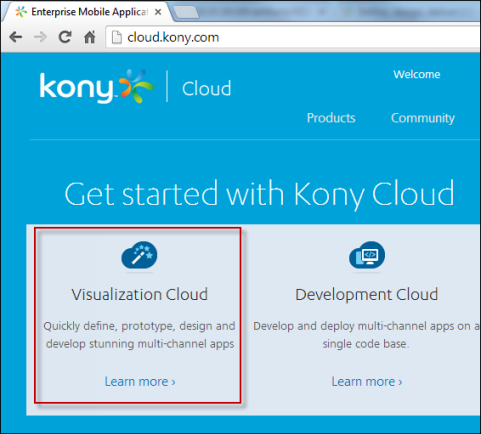 Enterprise Mobile Applicat
cloud.kony.com
kony Cloud
Welcome
Products Community
Get started with Kony Cloud
Visualization Cloud
Quickly define, prototype, design and
develop stunning multi-channel apps
Learn more ›
Development Cloud
Develop and deploy multi-channel apps on a
single code base.
Learn more ›